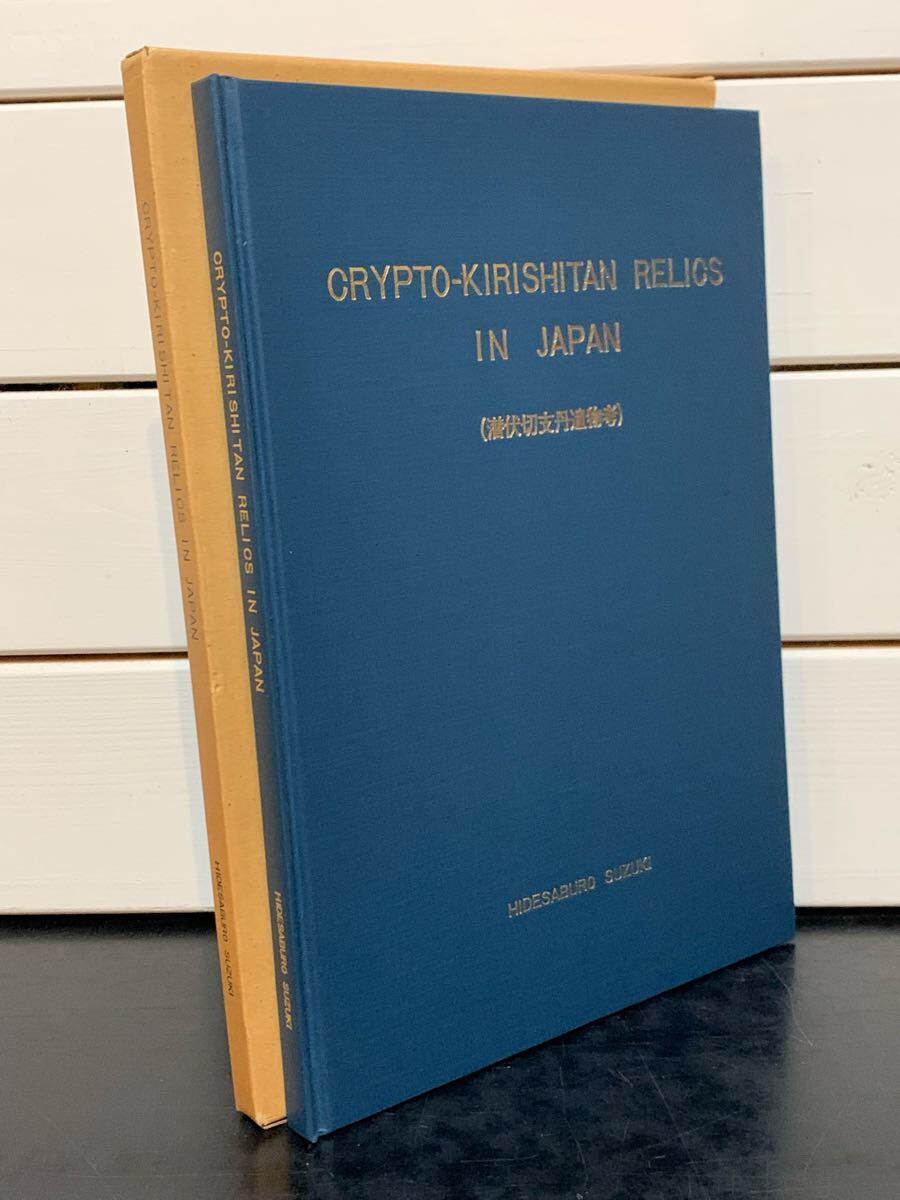 CRYPTO-KIRISHITAN RELICS IN JAPAN
HIDESABURO SUZUKI
CRYPTO-KIRISHITAN RELICS IN JAPAN
HIDESABURO SUZUKI
CRYPTO-KIRISHITAN RELICS
IN JAPAN
(潜伏切支丹遺物考)
HIDESABURO SUZUKI